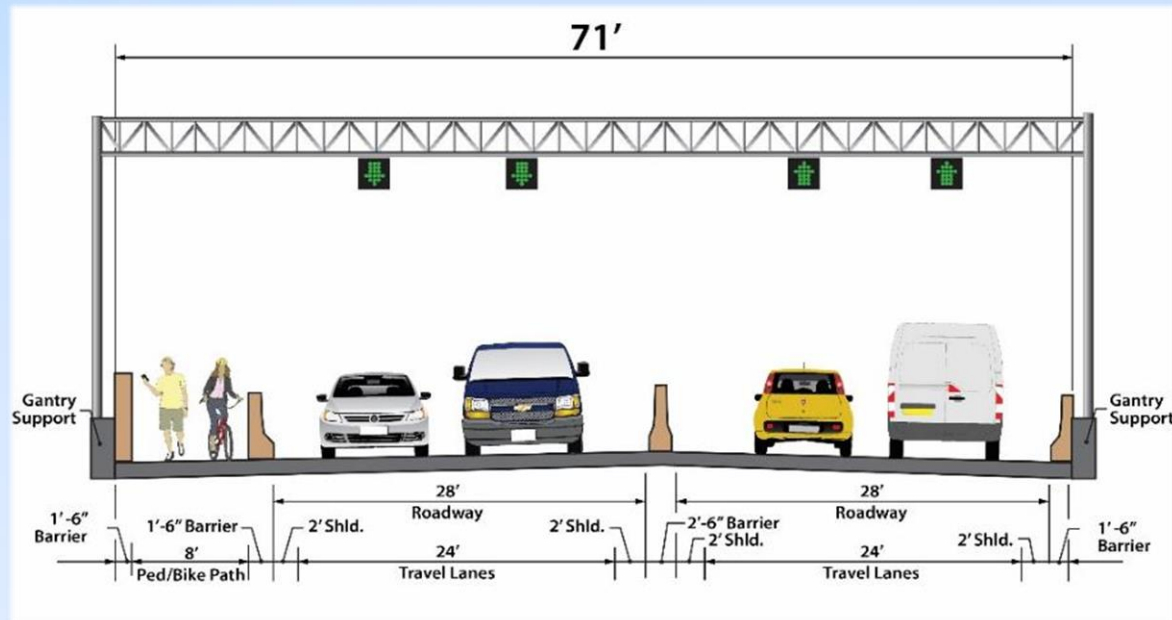 71'
Gantry
Support
Gantry
Support
28'
Roadway
28'
Roadway
1'-6"
Barrier
1'-6" Barrier
2' Shld.
2' Shld.
2'-6" Barrier
2' Shld.
2' Shld.
1'-6"
Barrier
8'
Ped/Bike Path
24'
Travel Lanes
24'
Travel Lanes